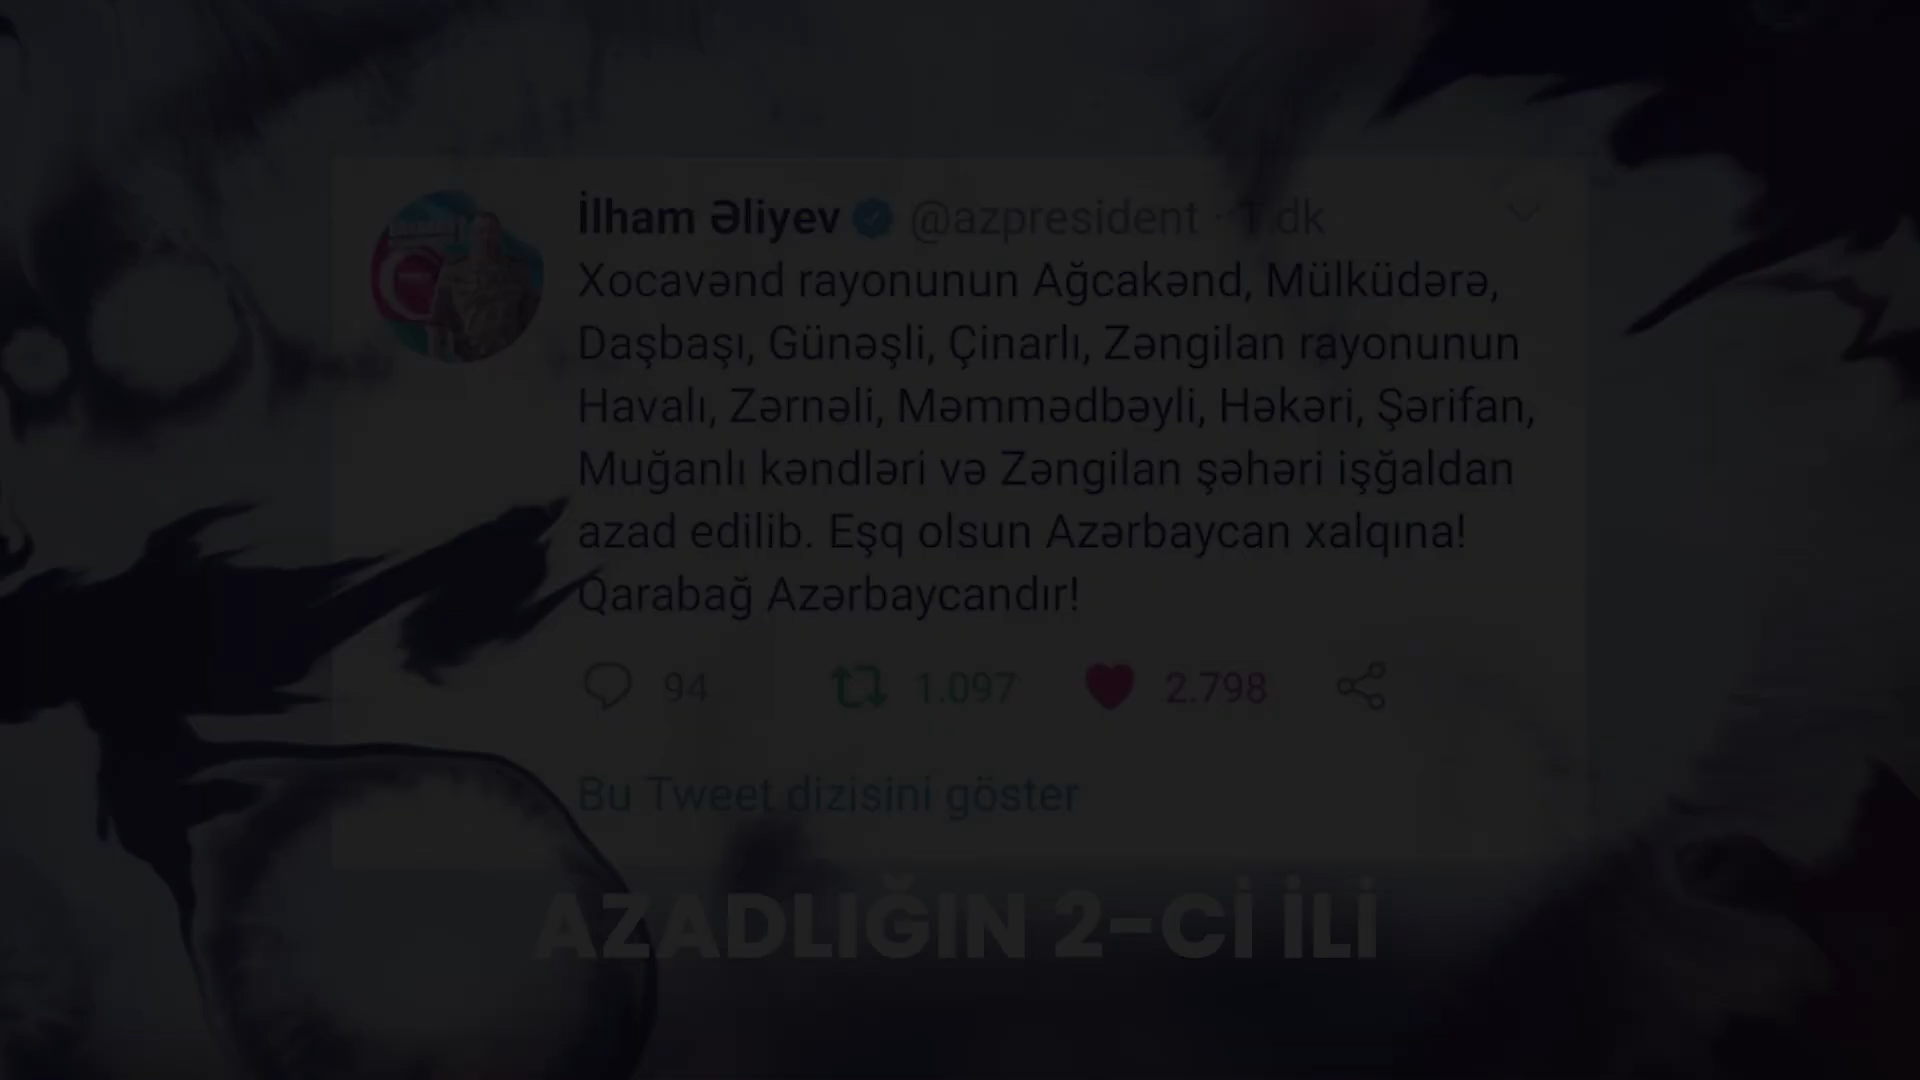 İlham Əliyev @azpresident · 1 dk
Xocavənd rayonunun Ağcakənd, Mülküdərə,
Daşbaşı, Günəşli, Çinarlı, Zəngilan rayonunun
Havalı, Zərnəli, Məmmədbəyli, Həkəri, Şərifan,
Muğanlı kəndləri və Zəngilan şəhəri işğaldan
azad edilib. Eşq olsun Azərbaycan xalqına!
Qarabağ Azərbaycandır!
94 1.097 2.798
Bu Tweet dizisini göster
AZADLIĞIN 2-Cİ İLİ